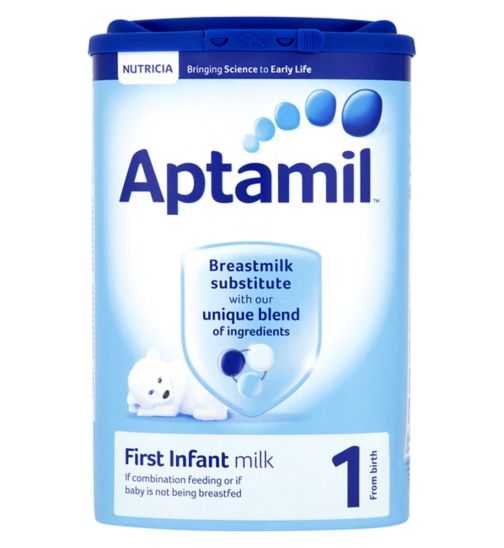 NUTRICIA Bringing Science to Early Life
Aptamil™
Breastmilk
substitute
with our
unique blend
of ingredients
First Infant milk
If combination feeding or if
baby is not being breastfed
1
From birth